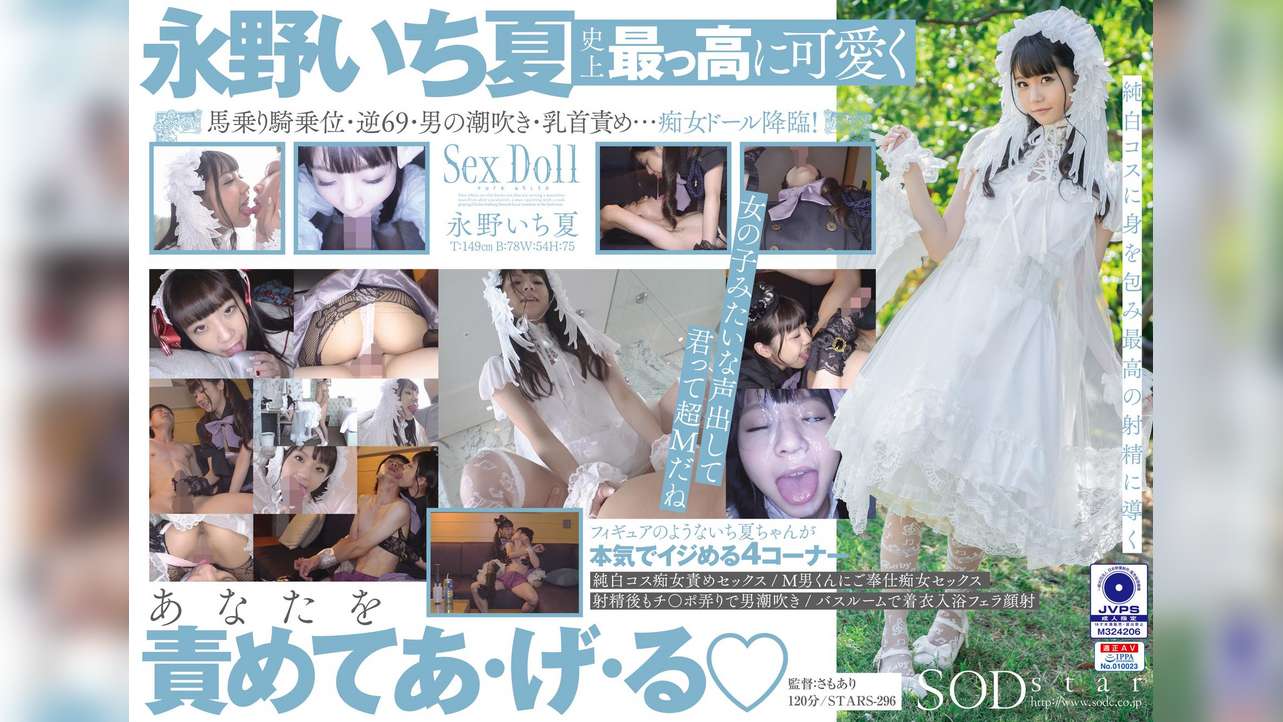 永野いち夏史上最っ高に可愛く
馬乗り騎乗位・逆69・男の潮吹き・乳首責め…痴女ドール降臨!
Sex Doll
pure white
永野いち夏
T:149㎝ B:78W:54H:75
女の子みたいな声出して
君って超Mだね
純白コスに身を包み最高の射精に導く
フィギュアのようないち夏ちゃんが
本気でイジめる4コーナー
純白コス痴女責めセックス/M男くんにご奉仕痴女セックス
射精後もチ○ポ弄りで男潮吹き/バスルームで着衣入浴フェラ顔射
あなたを
責めてあ・げ・る♡
監督:さもあり
120分/STARS-296
SODstar
http://www.sodc.co.jp
JVPS
成人指定
M324206
適正AV
IPPA
No.010023